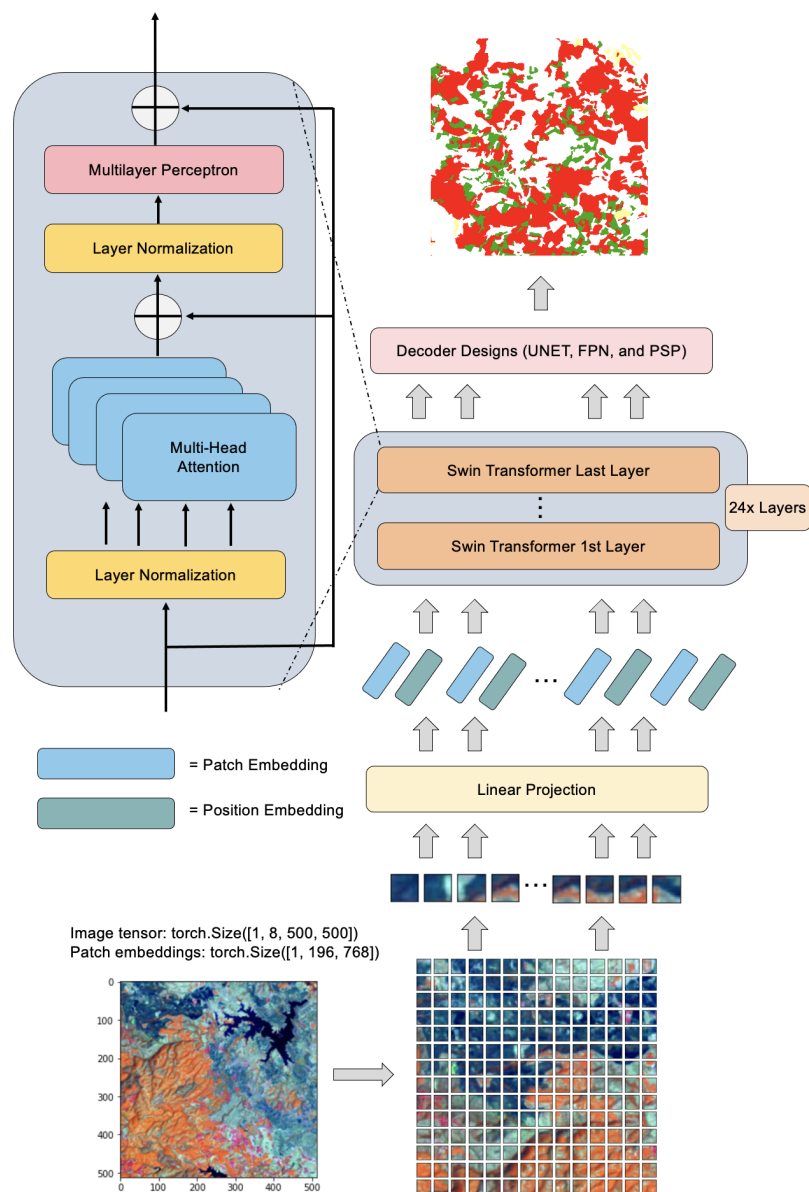 Multilayer Perceptron
Layer Normalization
Multi-Head
Attention
Layer Normalization
Decoder Designs (UNET, FPN, and PSP)
Swin Transformer Last Layer
24x Layers
Swin Transformer 1st Layer
...
= Patch Embedding
= Position Embedding
Linear Projection
...
Image tensor: torch.Size([1, 8, 500, 500])
Patch embeddings: torch.Size([1, 196, 768])
0
100
200
300
400
500
0 100 200 300 400 500